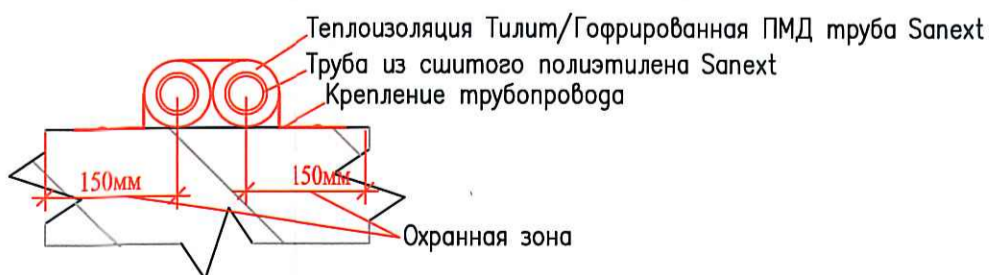 Теплоизоляция Тилит/Гофрированная ПМД труба Sanext
Труба из сшитого полиэтилена Sanext
Крепление трубопровода
150мм
150мм
Охранная зона